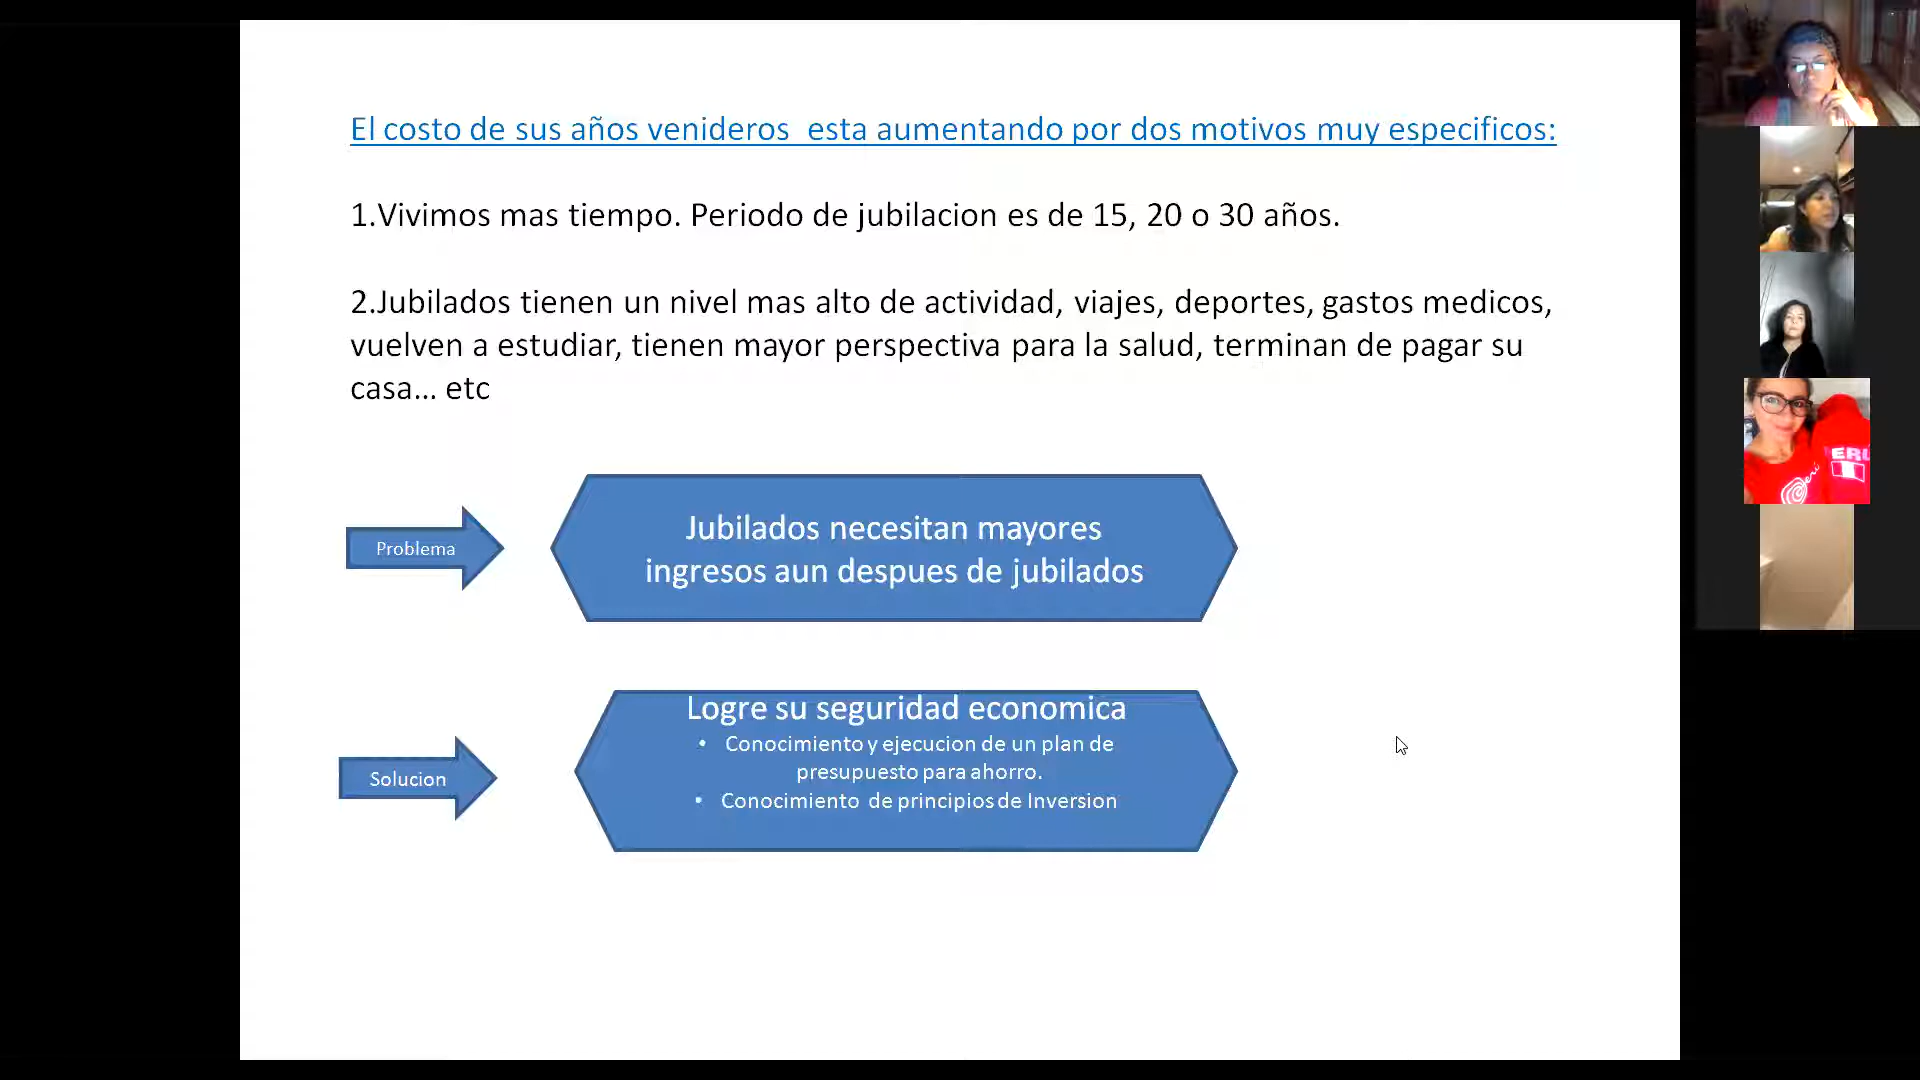 El costo de sus años venideros  esta aumentando por dos motivos muy especificos:
1.Vivimos mas tiempo. Periodo de jubilacion es de 15, 20 o 30 años.
2.Jubilados tienen un nivel mas alto de actividad, viajes, deportes, gastos medicos,
vuelven a estudiar, tienen mayor perspectiva para la salud, terminan de pagar su
casa... etc
Problema
Jubilados necesitan mayores
ingresos aun despues de jubilados
Solucion
Logre su seguridad economica
• Conocimiento y ejecucion de un plan de
presupuesto para ahorro.
• Conocimiento  de principios de Inversion